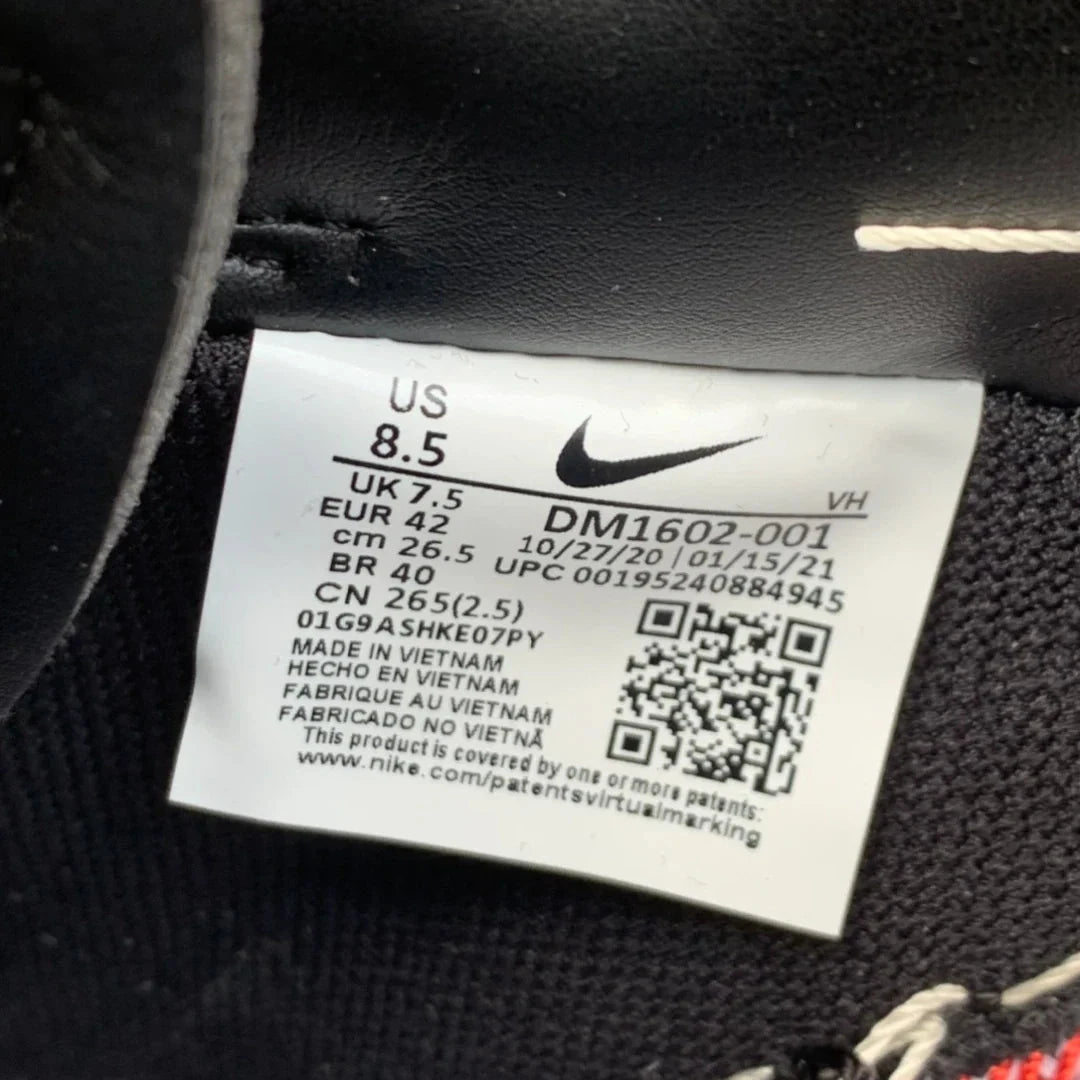 US
8.5
UK 7.5
EUR 42
cm 26.5
BR 40
CN 265(2.5)
01G9ASHKE07PY
VH
DM1602-001
10/27/20 | 01/15/21
UPC 00195240884945
MADE IN VIETNAM
HECHO EN VIETNAM
FABRIQUE AU VIETNAM
FABRICADO NO VIETNÃ
This product is covered by one or more patents:
www.nike.com/patentsvirtualmarking